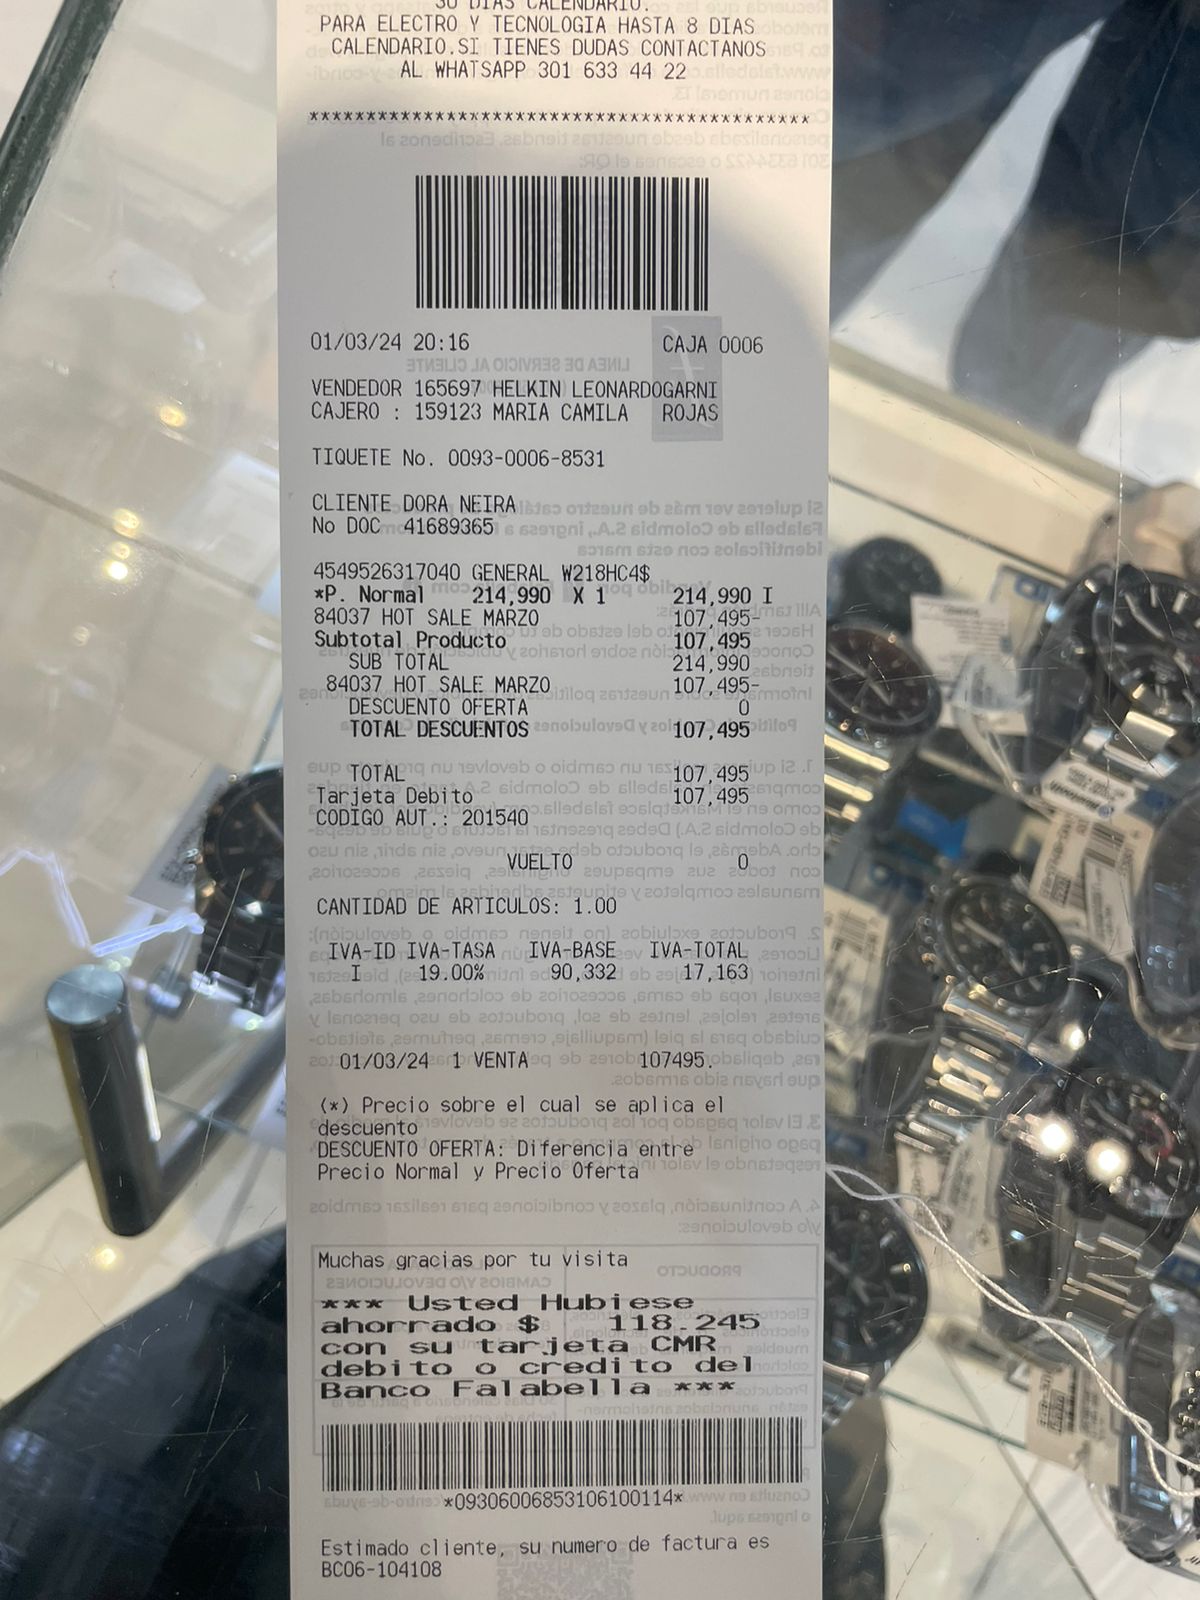 30 DIAS CALENDARIO.
PARA ELECTRO Y TECNOLOGIA HASTA 8 DIAS
CALENDARIO.SI TIENES DUDAS CONTACTANOS
AL WHATSAPP 301 633 44 22
********************************************
01/03/24 20:16 CAJA 0006
VENDEDOR 165697 HELKIN LEONARDOGARNI
CAJERO : 159123 MARIA CAMILA ROJAS
TIQUETE No. 0093-0006-8531
CLIENTE DORA NEIRA
No DOC 41689365
4549526317040 GENERAL W218HC4$
*P. Normal 214,990 X 1 214,990 I
84037 HOT SALE MARZO 107,495-
Subtotal Producto 107,495
SUB TOTAL 214,990
84037 HOT SALE MARZO 107,495-
DESCUENTO OFERTA 0
TOTAL DESCUENTOS 107,495
TOTAL 107,495
Tarjeta Debito 107,495
CODIGO AUT.: 201540
VUELTO 0
CANTIDAD DE ARTICULOS: 1.00
IVA-ID IVA-TASA IVA-BASE IVA-TOTAL
I 19.00% 90,332 17,163
01/03/24 1 VENTA 107495.
(*) Precio sobre el cual se aplica el
descuento
DESCUENTO OFERTA: Diferencia entre
Precio Normal y Precio Oferta
Muchas gracias por tu visita
*** Usted Hubiese
ahorrado $ 118.245
con su tarjeta CMR
debito o credito del
Banco Falabella ***
*09306006853106100114*
Estimado cliente, su numero de factura es
BC06-104108